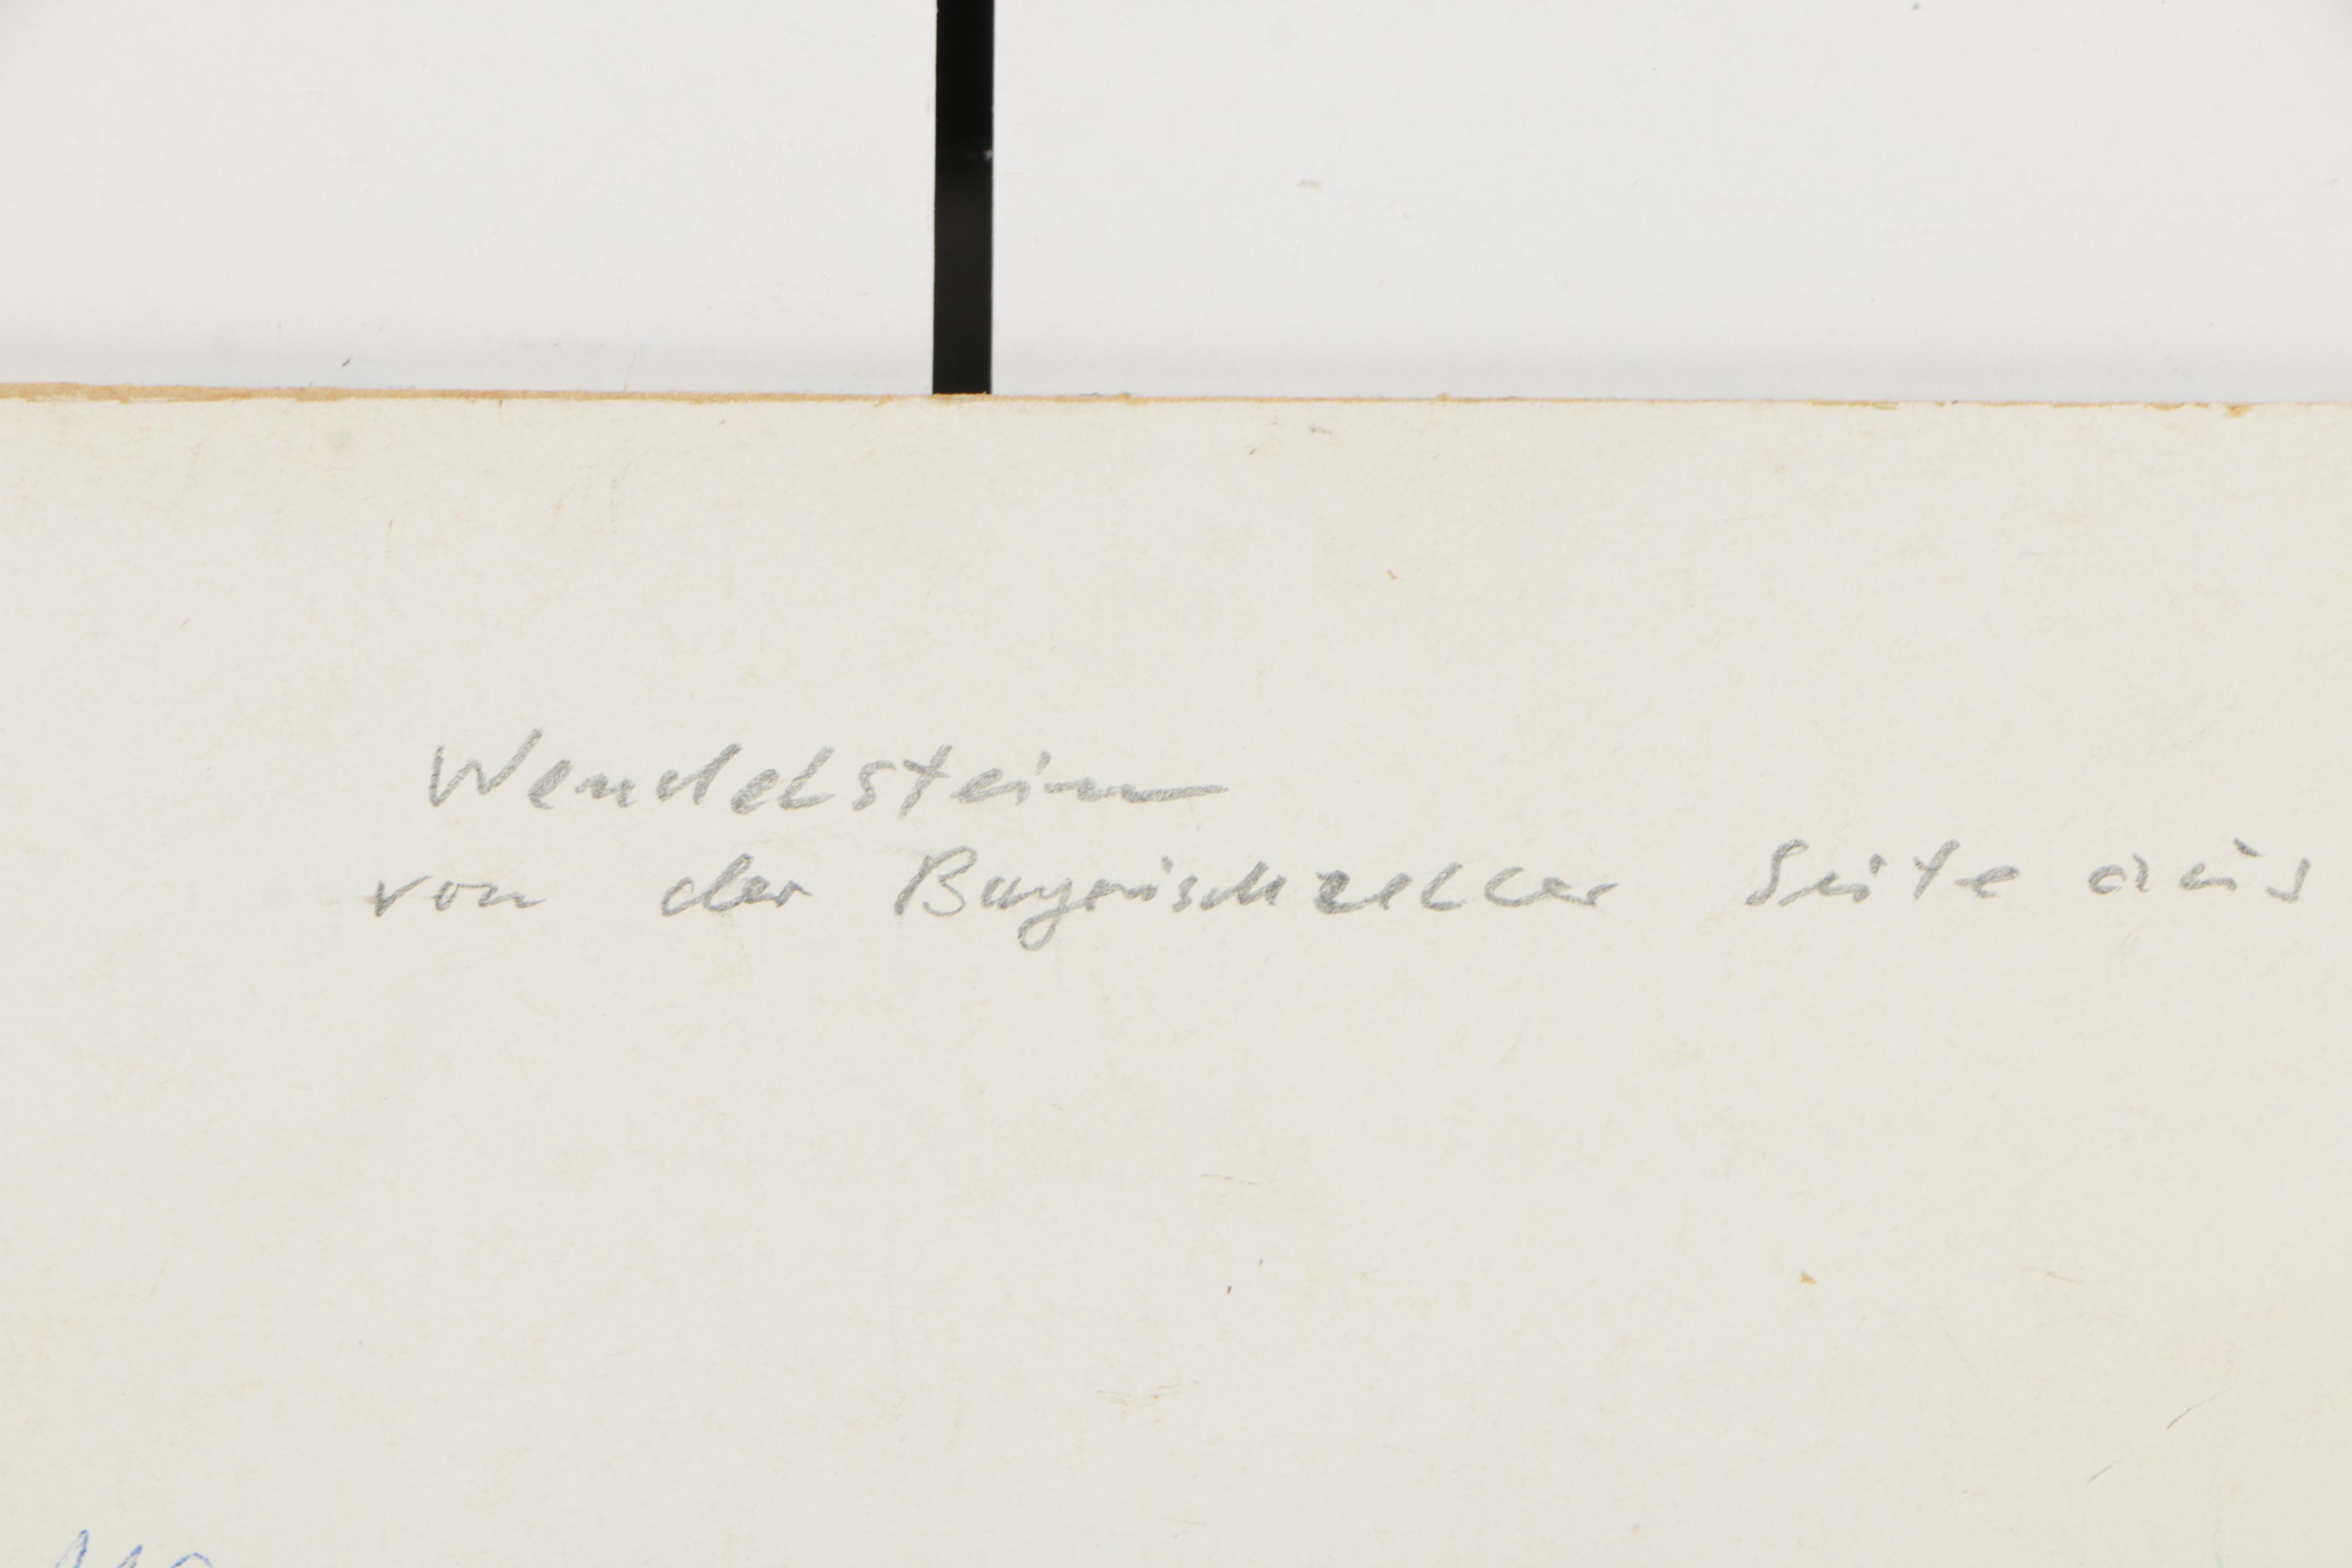 Wendelstein
von der Bayrischzeller Seite aus